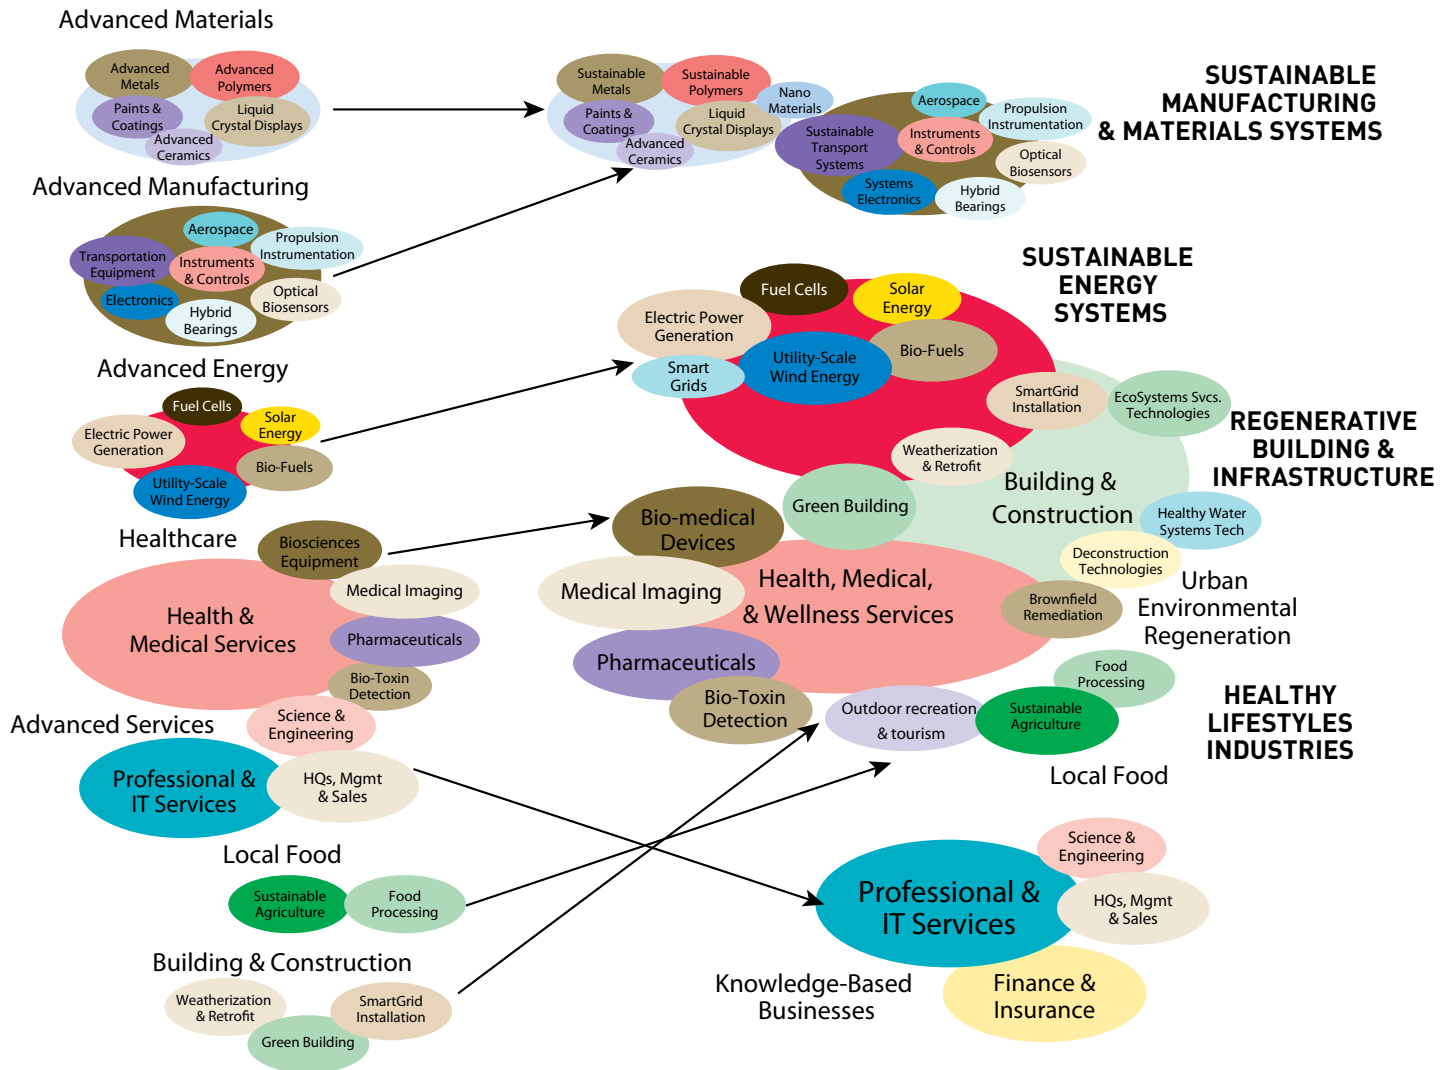 Advanced Materials
Advanced
Metals
Advanced
Polymers
Paints &
Coatings
Liquid
Crystal Displays
Advanced
Ceramics
Sustainable
Metals
Sustainable
Polymers
Nano
Materials
Paints &
Coatings
Liquid
Crystal Displays
Advanced
Ceramics
Aerospace
Propulsion
Instrumentation
Sustainable
Transport
Systems
Instruments
& Controls
Optical
Biosensors
Systems
Electronics
Hybrid
Bearings
SUSTAINABLE
MANUFACTURING
& MATERIALS SYSTEMS
Advanced Manufacturing
Aerospace
Propulsion
Instrumentation
Transportation
Equipment
Instruments
& Controls
Electronics
Optical
Biosensors
Hybrid
Bearings
SUSTAINABLE
ENERGY
SYSTEMS
Fuel Cells
Solar
Energy
Electric Power
Generation
Utility-Scale
Wind Energy
Bio-Fuels
Smart
Grids
Advanced Energy
Fuel Cells
Solar
Energy
Electric Power
Generation
Bio-Fuels
Utility-Scale
Wind Energy
SmartGrid
Installation
EcoSystems Svcs.
Technologies
REGENERATIVE
BUILDING &
INFRASTRUCTURE
Weatherization
& Retrofit
Building &
Construction
Green Building
Healthy Water
Systems Tech
Deconstruction
Technologies
Urban
Environmental
Regeneration
Brownfield
Remediation
Healthcare
Biosciences
Equipment
Medical Imaging
Health &
Medical Services
Pharmaceuticals
Bio-Toxin
Detection
Bio-medical
Devices
Medical Imaging
Health, Medical,
& Wellness Services
Pharmaceuticals
Bio-Toxin
Detection
Outdoor recreation
& tourism
Sustainable
Agriculture
Food
Processing
Local Food
HEALTHY
LIFESTYLES
INDUSTRIES
Advanced Services
Science &
Engineering
Professional &
IT Services
HQs, Mgmt
& Sales
Local Food
Sustainable
Agriculture
Food
Processing
Science &
Engineering
Professional &
IT Services
HQs, Mgmt
& Sales
Knowledge-Based
Businesses
Finance &
Insurance
Building & Construction
Weatherization
& Retrofit
SmartGrid
Installation
Green Building